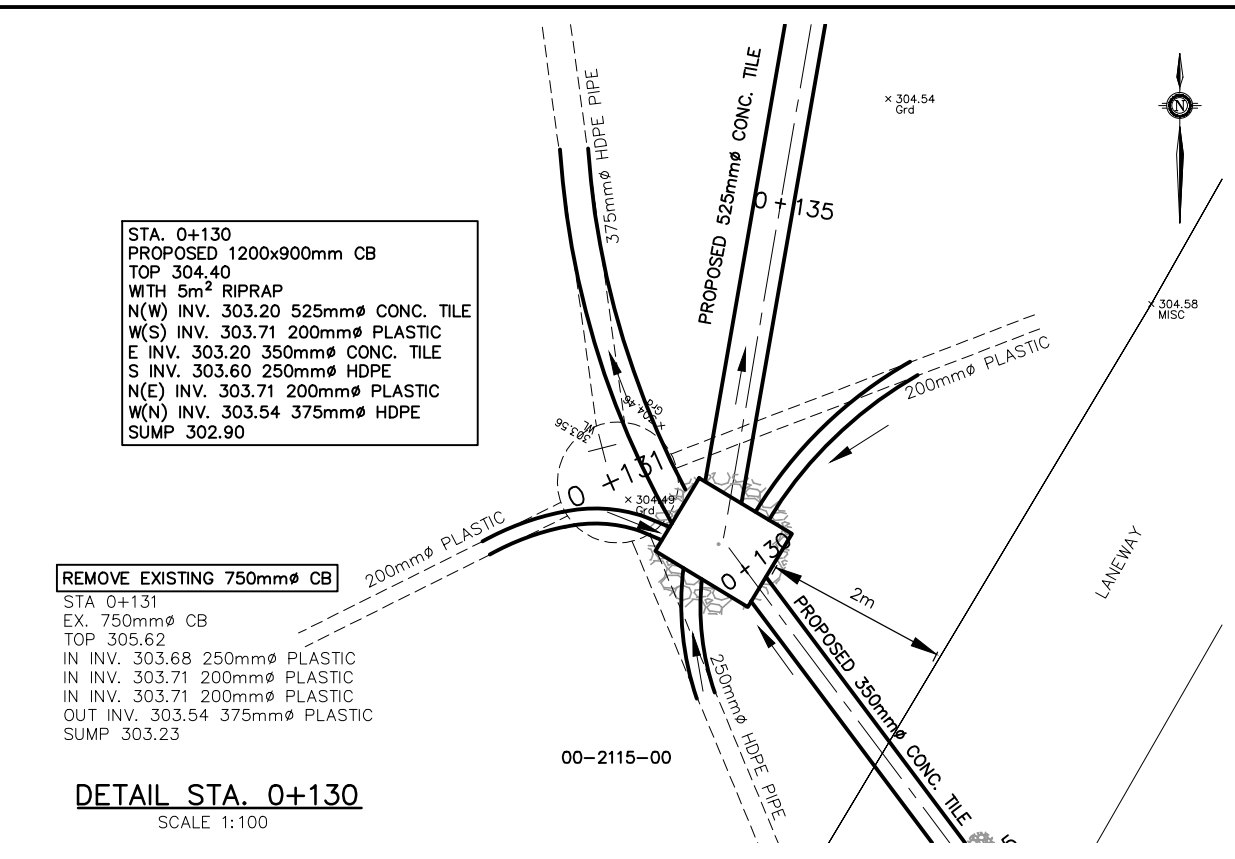 375mmø HDPE PIPE
PROPOSED 525mmø CONC. TILE
× 304.54
Grd
N
0+135
STA. 0+130
PROPOSED 1200x900mm CB
TOP 304.40
WITH 5m² RIPRAP
N(W) INV. 303.20 525mmø CONC. TILE
W(S) INV. 303.71 200mmø PLASTIC
E INV. 303.20 350mmø CONC. TILE
S INV. 303.60 250mmø HDPE
N(E) INV. 303.71 200mmø PLASTIC
W(N) INV. 303.54 375mmø HDPE
SUMP 302.90
× 304.58
MISC
200mmø PLASTIC
× 304.46
Grd
303.56
WL
0+131
× 304.49
Grd
0+130
200mmø PLASTIC
2m
LANEWAY
REMOVE EXISTING 750mmø CB
STA 0+131
EX. 750mmø CB
TOP 305.62
IN INV. 303.68 250mmø PLASTIC
IN INV. 303.71 200mmø PLASTIC
IN INV. 303.71 200mmø PLASTIC
OUT INV. 303.54 375mmø PLASTIC
SUMP 303.23
PROPOSED 350mmø CONC. TILE
250mmø HDPE PIPE
00-2115-00
DETAIL STA. 0+130
SCALE 1:100